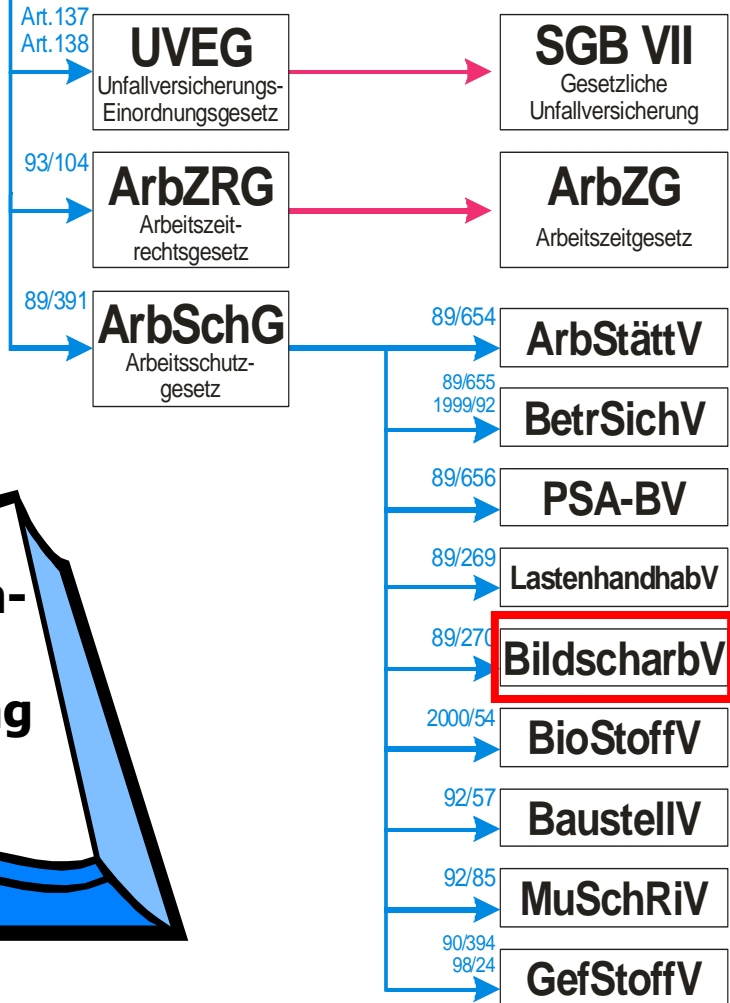 Art.137
Art.138
UVEG
Unfallversicherungs-
Einordnungsgesetz
SGB VII
Gesetzliche
Unfallversicherung
93/104
ArbZRG
Arbeitszeit-
rechtsgesetz
ArbZG
Arbeitszeitgesetz
89/391
ArbSchG
Arbeitsschutz-
gesetz
89/654
ArbStättV
89/655
1999/92
BetrSichV
89/656
PSA-BV
89/269
LastenhandhabV
89/270
BildscharbV
2000/54
BioStoffV
92/57
BaustellV
92/85
MuSchRiV
90/394
98/24
GefStoffV